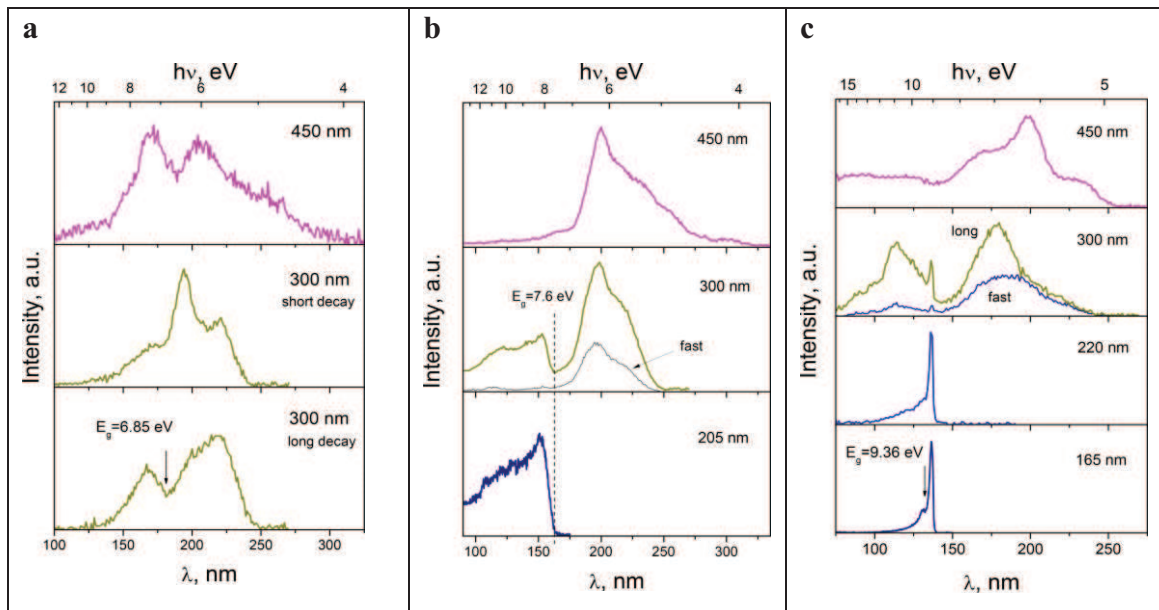 a
hν, eV
12 10 8 6 4
450 nm
300 nm
short decay
300 nm
long decay
E_g=6.85 eV
Intensity, a.u.
100 150 200 250 300
λ, nm
b
hν, eV
12 10 8 6 4
450 nm
300 nm
E_g=7.6 eV
fast
205 nm
Intensity, a.u.
100 150 200 250 300
λ, nm
c
hν, eV
15 10 5
450 nm
300 nm
long
fast
220 nm
165 nm
E_g=9.36 eV
Intensity, a.u.
100 150 200 250
λ, nm